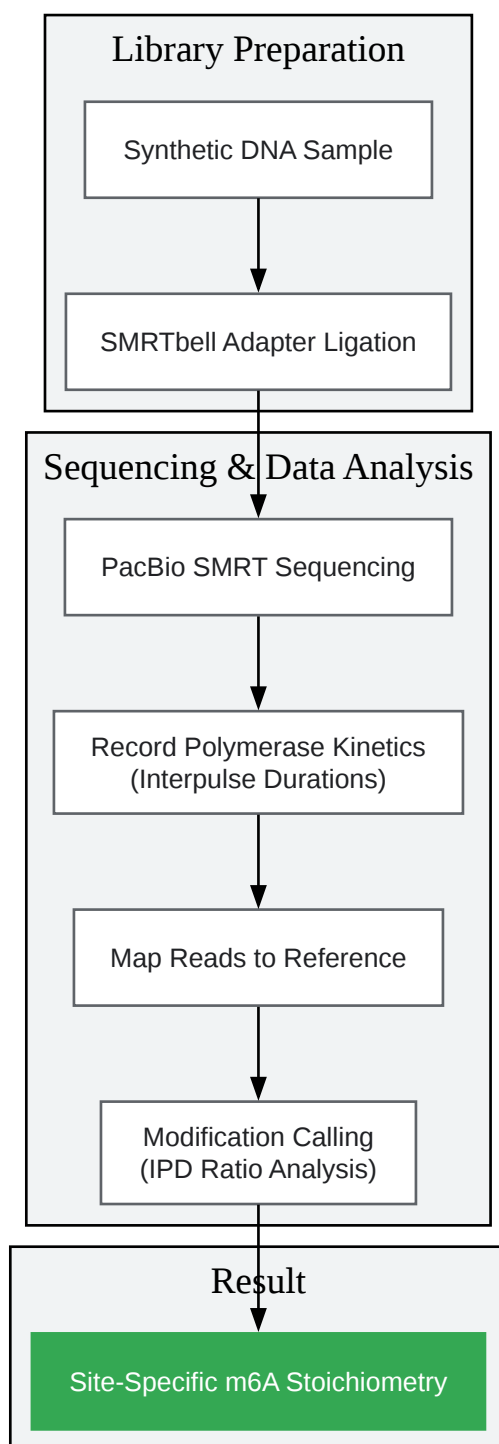 Library Preparation
Synthetic DNA Sample
SMRTbell Adapter Ligation
Sequencing & Data Analysis
PacBio SMRT Sequencing
Record Polymerase Kinetics
(Interpulse Durations)
Map Reads to Reference
Modification Calling
(IPD Ratio Analysis)
Result
Site-Specific m6A Stoichiometry